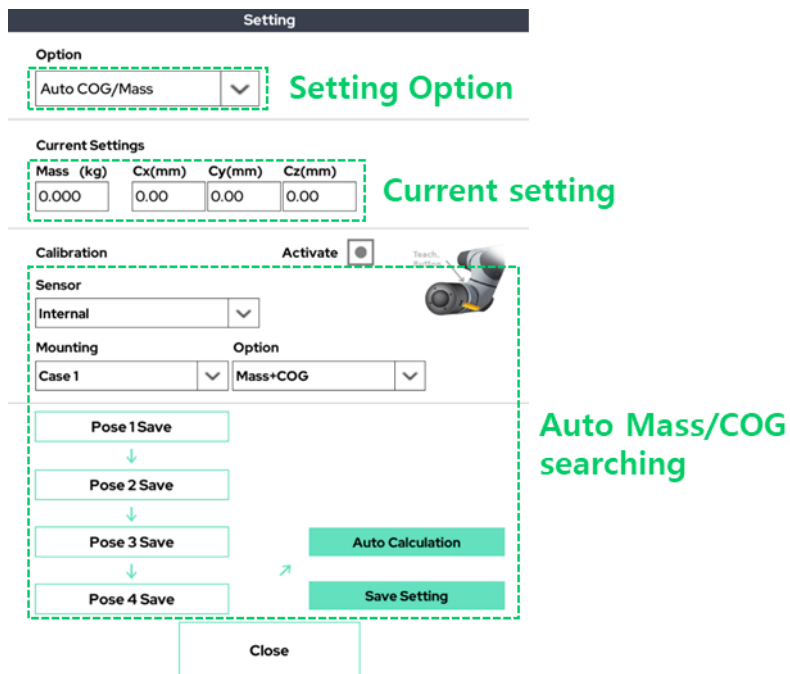 Setting
Option
Auto COG/Mass
Setting Option
Current Settings
Mass (kg) Cx(mm) Cy(mm) Cz(mm)
0.000 0.00 0.00 0.00
Current setting
Calibration Activate
Teach.
Button
Sensor
Internal
Mounting Option
Case 1 Mass+COG
Pose 1 Save
Auto Mass/COG
searching
Pose 2 Save
Pose 3 Save Auto Calculation
Pose 4 Save Save Setting
Close